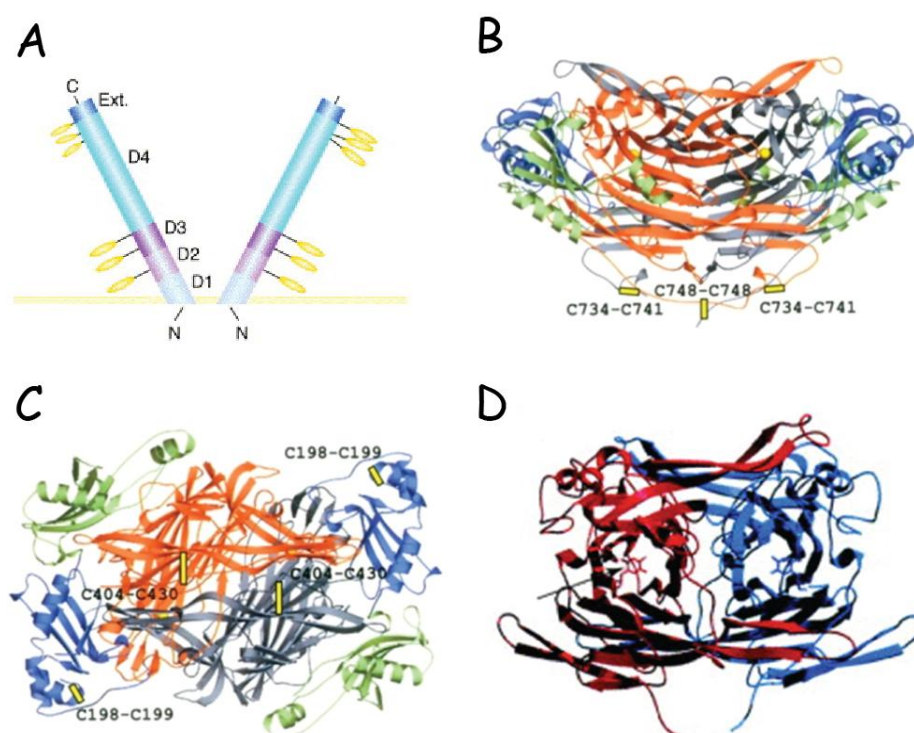 A
C
Ext.
D4
D3
D2
D1
N
N
B
C748-C748
C734-C741
C734-C741
C
C198-C199
C404-C430
C404-C430
C198-C199
D